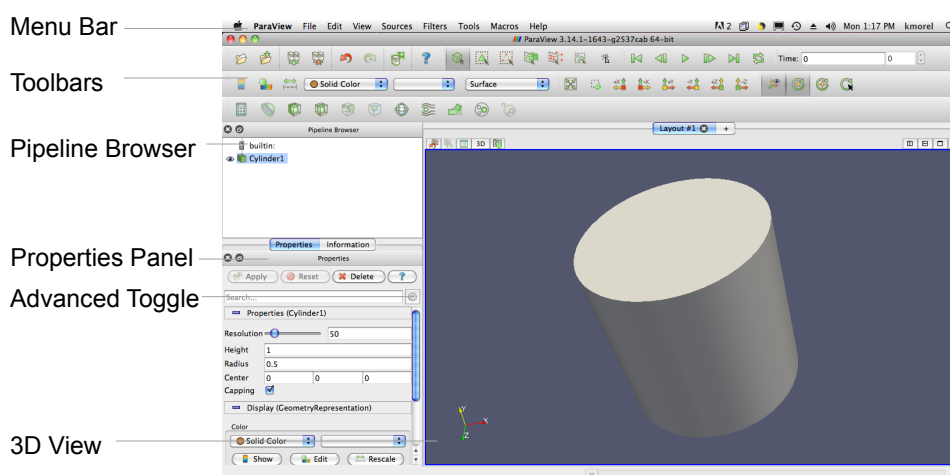 Menu Bar
ParaView File Edit View Sources Filters Tools Macros Help
2 Mon 1:17 PM kmorel
ParaView 3.14.1-1643-g2537cab 64-bit
Time: 0 0
Toolbars
Solid Color Surface
Pipeline Browser
Layout #1 +
Pipeline Browser
builtin:
3D
Cylinder1
Properties Information
Properties Panel
Properties
Apply Reset Delete ?
Advanced Toggle
Search...
Properties (Cylinder1)
Resolution 50
Height 1
Radius 0.5
Center 0 0 0
Capping
Display (GeometryRepresentation)
Color
3D View
Solid Color
Show Edit Rescale
Y
X
Z